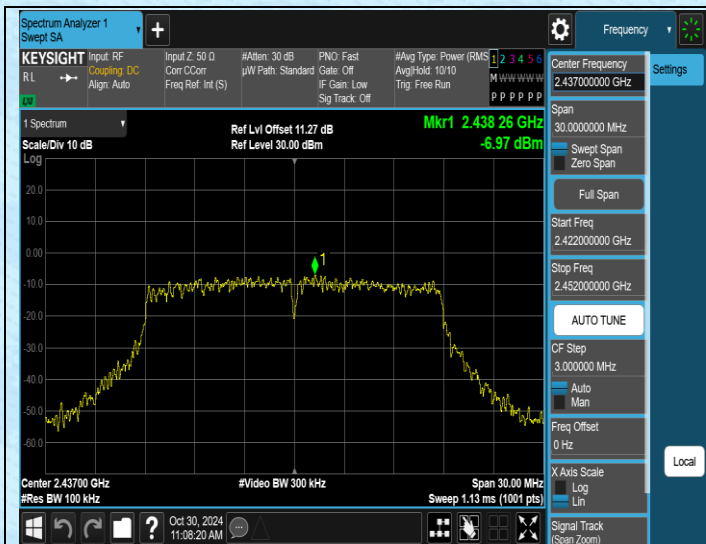 Spectrum Analyzer 1
Swept SA
+
Frequency
KEYSIGHT
RL
Input: RF
Coupling: DC
Align: Auto
Input Z: 50 Ω
Corr CCorr
Freq Ref: Int (S)
#Atten: 30 dB
µW Path: Standard
PNO: Fast
Gate: Off
IF Gain: Low
Sig Track: Off
#Avg Type: Power (RMS
Avg|Hold: 10/10
Trig: Free Run
1 2 3 4 5 6
M W W W W W
P P P P P P
1 Spectrum
Scale/Div 10 dB
Ref Lvl Offset 11.27 dB
Ref Level 30.00 dBm
Mkr1 2.438 26 GHz
-6.97 dBm
Log
20.0
10.0
0.00
-10.0
-20.0
-30.0
-40.0
-50.0
-60.0
1
Center 2.43700 GHz
#Res BW 100 kHz
#Video BW 300 kHz
Span 30.00 MHz
Sweep 1.13 ms (1001 pts)
?
Oct 30, 2024
11:08:20 AM
Center Frequency
2.437000000 GHz
Settings
Span
30.0000000 MHz
Swept Span
Zero Span
Full Span
Start Freq
2.422000000 GHz
Stop Freq
2.452000000 GHz
AUTO TUNE
CF Step
3.000000 MHz
Auto
Man
Freq Offset
0 Hz
X Axis Scale
Log
Lin
Local
Signal Track
(Span Zoom)